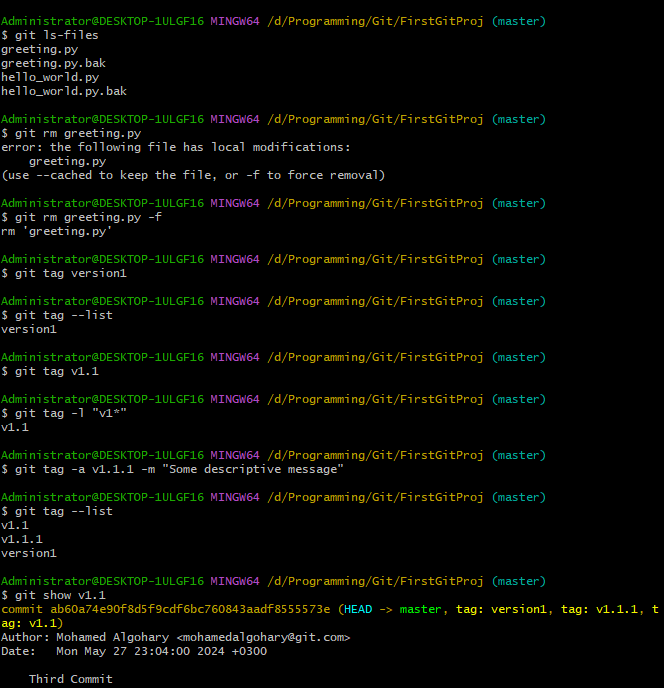 Administrator@DESKTOP-1ULGF16 MINGW64 /d/Programming/Git/FirstGitProj (master)
$ git ls-files
greeting.py
greeting.py.bak
hello_world.py
hello_world.py.bak
Administrator@DESKTOP-1ULGF16 MINGW64 /d/Programming/Git/FirstGitProj (master)
$ git rm greeting.py
error: the following file has local modifications:
    greeting.py
(use --cached to keep the file, or -f to force removal)
Administrator@DESKTOP-1ULGF16 MINGW64 /d/Programming/Git/FirstGitProj (master)
$ git rm greeting.py -f
rm 'greeting.py'
Administrator@DESKTOP-1ULGF16 MINGW64 /d/Programming/Git/FirstGitProj (master)
$ git tag version1
Administrator@DESKTOP-1ULGF16 MINGW64 /d/Programming/Git/FirstGitProj (master)
$ git tag --list
version1
Administrator@DESKTOP-1ULGF16 MINGW64 /d/Programming/Git/FirstGitProj (master)
$ git tag v1.1
Administrator@DESKTOP-1ULGF16 MINGW64 /d/Programming/Git/FirstGitProj (master)
$ git tag -l "v1*"
v1.1
Administrator@DESKTOP-1ULGF16 MINGW64 /d/Programming/Git/FirstGitProj (master)
$ git tag -a v1.1.1 -m "Some descriptive message"
Administrator@DESKTOP-1ULGF16 MINGW64 /d/Programming/Git/FirstGitProj (master)
$ git tag --list
v1.1
v1.1.1
version1
Administrator@DESKTOP-1ULGF16 MINGW64 /d/Programming/Git/FirstGitProj (master)
$ git show v1.1
commit ab60a74e90f8d5f9cdf6bc760843aadf8555573e (HEAD -> master, tag: version1, tag: v1.1.1, t
ag: v1.1)
Author: Mohamed Algohary <mohamedalgohary@git.com>
Date:   Mon May 27 23:04:00 2024 +0300
    Third Commit